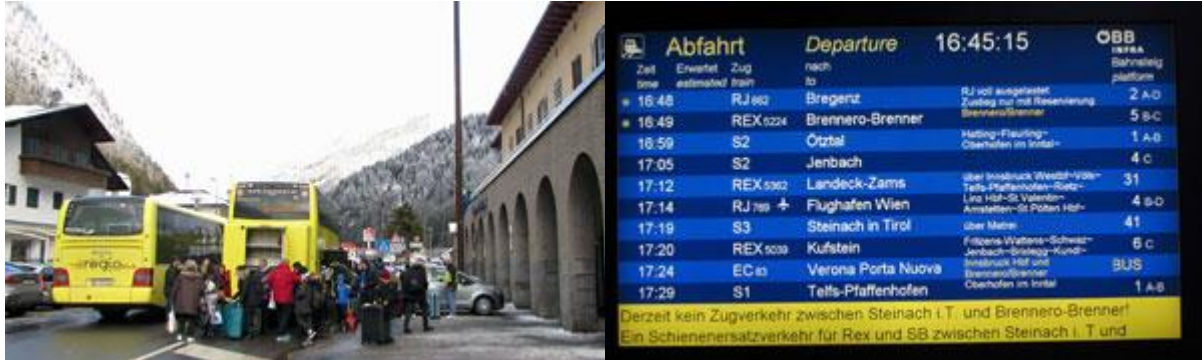 regio
Abfahrt Departure 16:45:15 ÖBB
INFRA
Zeit Erwartet Zug nach Bahnsteig
time estimated train to platform
16:48 RJ 662 Bregenz RJ voll ausgelastet Zustieg nur mit Reservierung 2 A-D
16:49 REX 5224 Brennero-Brenner Brennero/Brenner 5 B-C
16:59 S2 Ötztal Hatting~Flaurling~ Oberhofen im Inntal~ 1 A-B
17:05 S2 Jenbach 4 C
17:12 REX 5362 Landeck-Zams über Innsbruck Westbf~Völs~ Telfs-Pfaffenhofen~Rietz~ 31
17:14 RJ 769 Flughafen Wien Linz Hbf~St.Valentin~ Amstetten~St.Pölten Hbf~ 4 B-D
17:19 S3 Steinach in Tirol über Matrei 41
17:20 REX 5039 Kufstein Fritzens-Wattens~Schwaz~ Jenbach~Brixlegg~Kundl~ 6 C
17:24 EC 83 Verona Porta Nuova Innsbruck Hbf und Brennero/Brenner BUS
17:29 S1 Telfs-Pfaffenhofen Oberhofen im Inntal 1 A-B
Derzeit kein Zugverkehr zwischen Steinach i.T. und Brennero-Brenner!
Ein Schienenersatzverkehr für Rex und SB zwischen Steinach i. T und